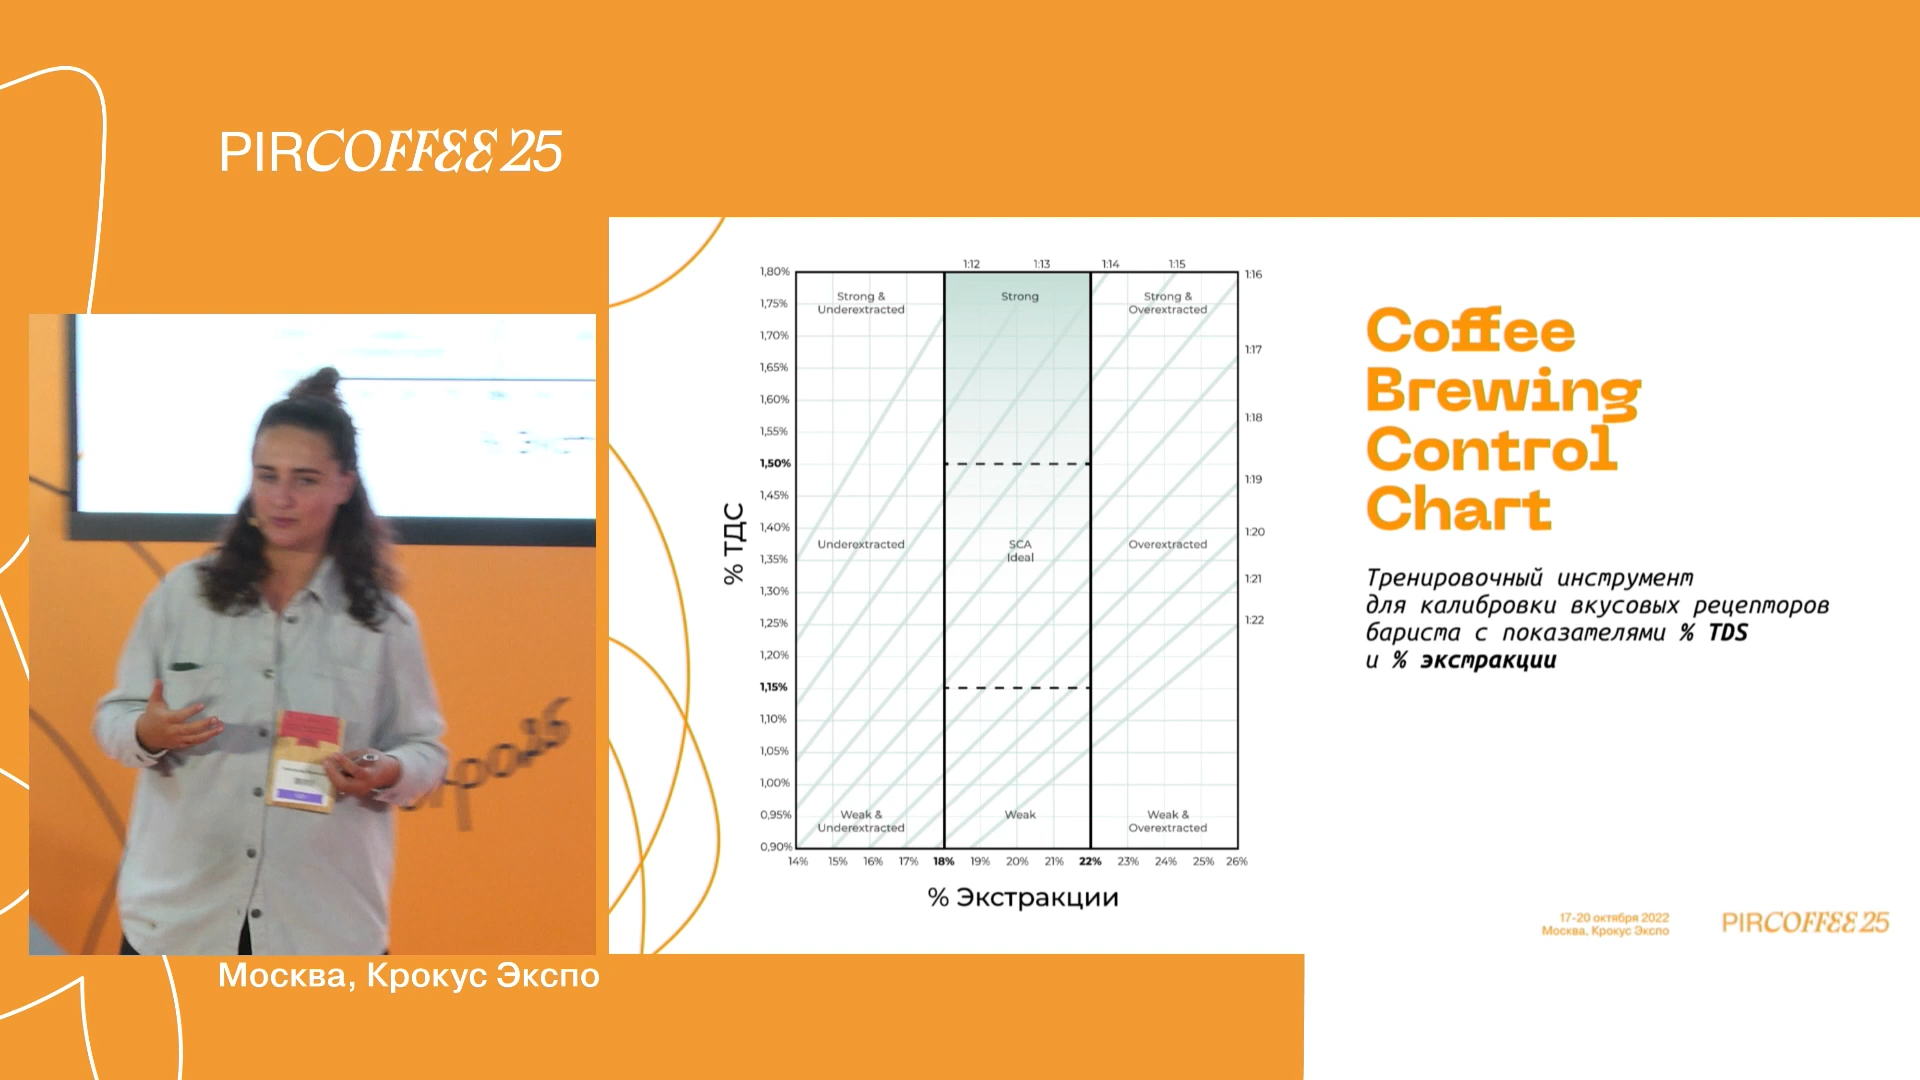 PIRCOFFEE 25
1:12 1:13 1:14 1:15
1:16
1:17
1:18
1:19
1:20
1:21
1:22
1,80%
1,75%
1,70%
1,65%
1,60%
1,55%
1,50%
1,45%
1,40%
1,35%
1,30%
1,25%
1,20%
1,15%
1,10%
1,05%
1,00%
0,95%
0,90%
% ТДС
Strong &
Underextracted
Strong
Strong &
Overextracted
Underextracted
SCA
Ideal
Overextracted
Weak &
Underextracted
Weak
Weak &
Overextracted
14% 15% 16% 17% 18% 19% 20% 21% 22% 23% 24% 25% 26%
% Экстракции
Coffee
Brewing
Control
Chart
Тренировочный инструмент
для калибровки вкусовых рецепторов
бариста с показателями % TDS
и % экстракции
17-20 октября 2022
Москва, Крокус Экспо
PIRCOFFEE 25
Москва, Крокус Экспо